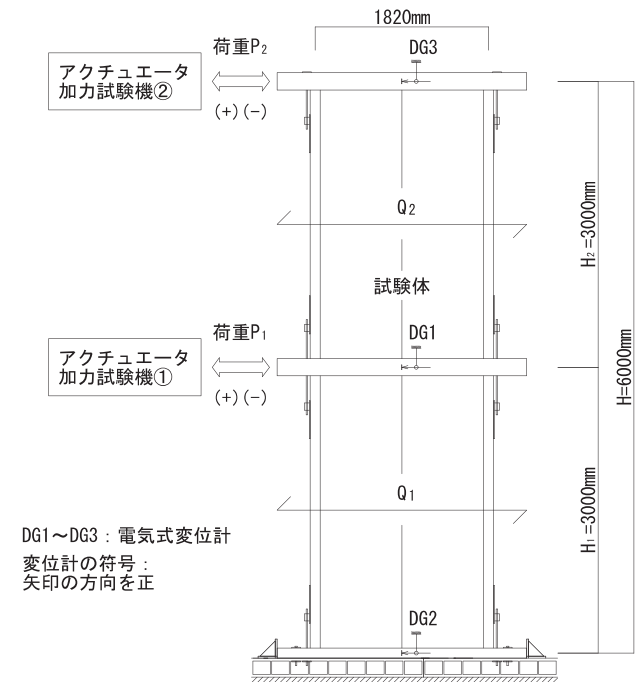 1820mm
荷重P2
DG3
アクチュエータ
加力試験機②
(+)(-)
Q2
H2=3000mm
試験体
荷重P1
DG1
アクチュエータ
加力試験機①
(+)(-)
H=6000mm
Q1
H1=3000mm
DG1～DG3：電気式変位計
変位計の符号：
矢印の方向を正
DG2